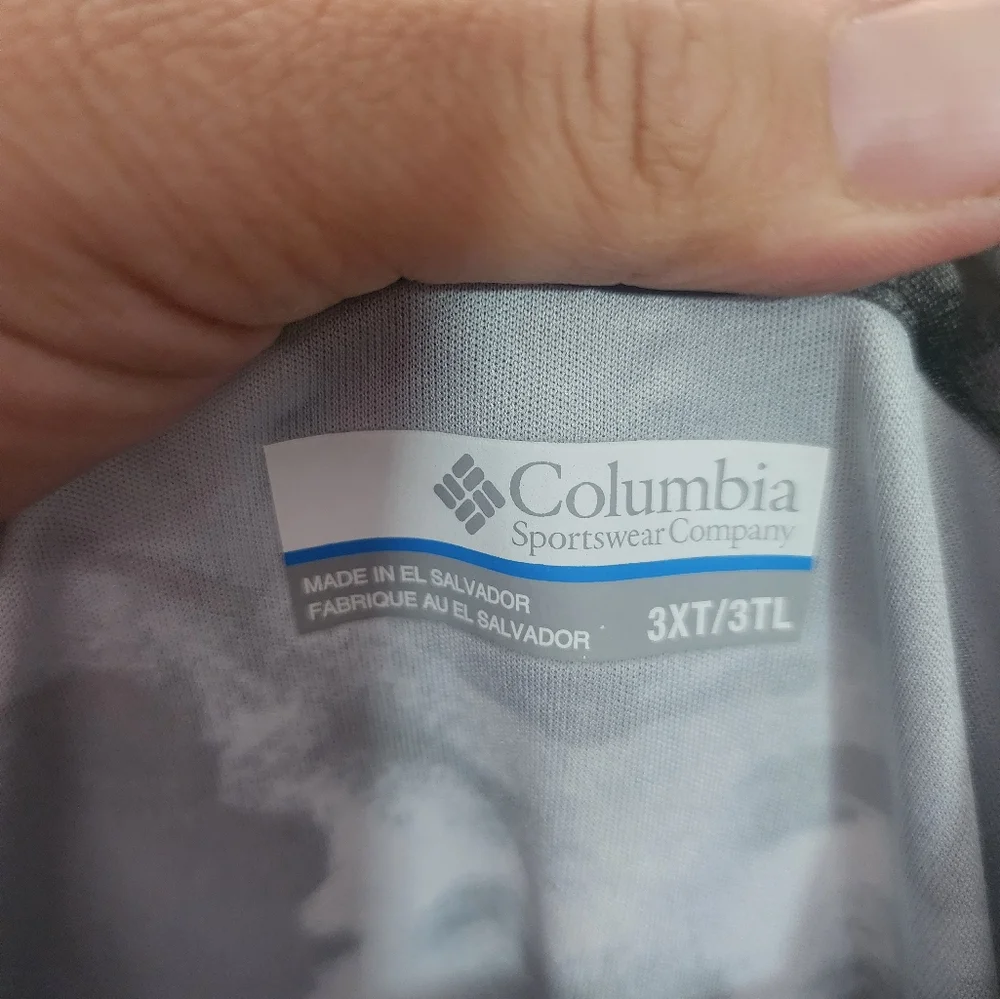 Columbia
Sportswear Company
MADE IN EL SALVADOR
FABRIQUE AU EL SALVADOR
3XT/3TL